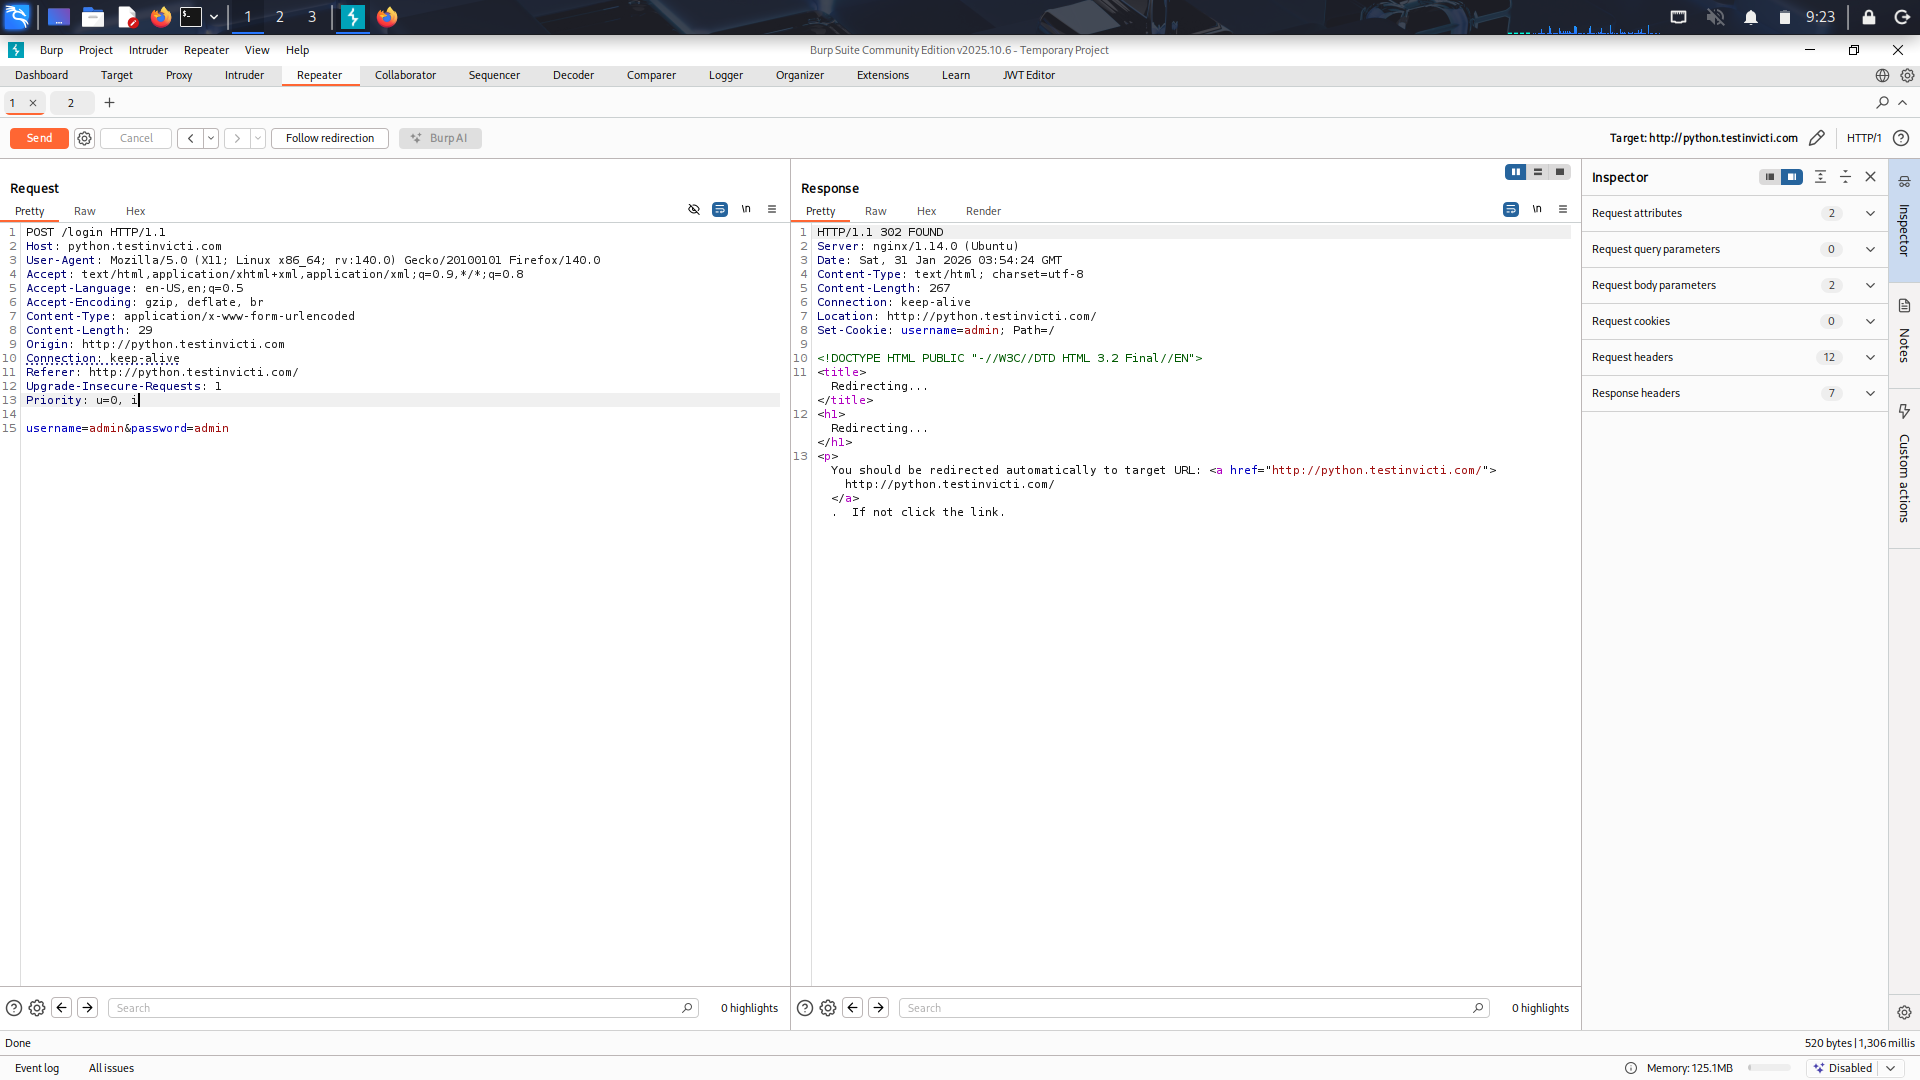 1 2 3 9:23
Burp Project Intruder Repeater View Help Burp Suite Community Edition v2025.10.6 - Temporary Project
Dashboard Target Proxy Intruder Repeater Collaborator Sequencer Decoder Comparer Logger Organizer Extensions Learn JWT Editor
1 × 2 +
Send Cancel < > Follow redirection Burp AI Target: http://python.testinvicti.com HTTP/1 ?
Request
Pretty Raw Hex \n
1 POST /login HTTP/1.1
2 Host: python.testinvicti.com
3 User-Agent: Mozilla/5.0 (X11; Linux x86_64; rv:140.0) Gecko/20100101 Firefox/140.0
4 Accept: text/html,application/xhtml+xml,application/xml;q=0.9,*/*;q=0.8
5 Accept-Language: en-US,en;q=0.5
6 Accept-Encoding: gzip, deflate, br
7 Content-Type: application/x-www-form-urlencoded
8 Content-Length: 29
9 Origin: http://python.testinvicti.com
10 Connection: keep-alive
11 Referer: http://python.testinvicti.com/
12 Upgrade-Insecure-Requests: 1
13 Priority: u=0, i
14
15 username=admin&password=admin
Search 0 highlights
Response
Pretty Raw Hex Render \n
1 HTTP/1.1 302 FOUND
2 Server: nginx/1.14.0 (Ubuntu)
3 Date: Sat, 31 Jan 2026 03:54:24 GMT
4 Content-Type: text/html; charset=utf-8
5 Content-Length: 267
6 Connection: keep-alive
7 Location: http://python.testinvicti.com/
8 Set-Cookie: username=admin; Path=/
9
10 <!DOCTYPE HTML PUBLIC "-//W3C//DTD HTML 3.2 Final//EN">
11 <title>
Redirecting...
</title>
12 <h1>
Redirecting...
</h1>
13 <p>
You should be redirected automatically to target URL: <a href="http://python.testinvicti.com/">
http://python.testinvicti.com/
</a>
.  If not click the link.
Search 0 highlights
Inspector
Request attributes 2
Request query parameters 0
Request body parameters 2
Request cookies 0
Request headers 12
Response headers 7
Inspector
Notes
Custom actions
Done 520 bytes | 1,306 millis
Event log All issues Memory: 125.1MB Disabled